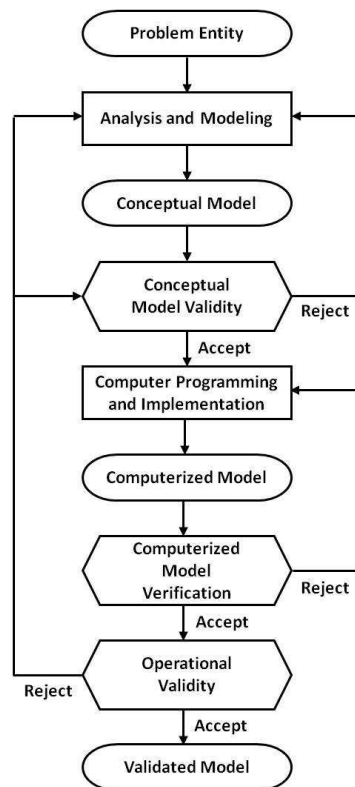 Problem Entity
Analysis and Modeling
Conceptual Model
Conceptual
Model Validity
Reject
Accept
Computer Programming
and Implementation
Computerized Model
Computerized
Model
Verification
Reject
Accept
Operational
Validity
Reject
Accept
Validated Model